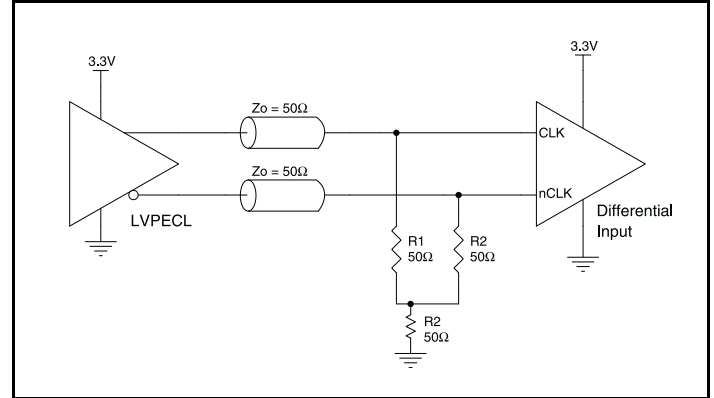 3.3V
3.3V
Zo = 50Ω
CLK
Zo = 50Ω
nCLK
LVPECL
Differential
Input
R1
50Ω
R2
50Ω
R2
50Ω